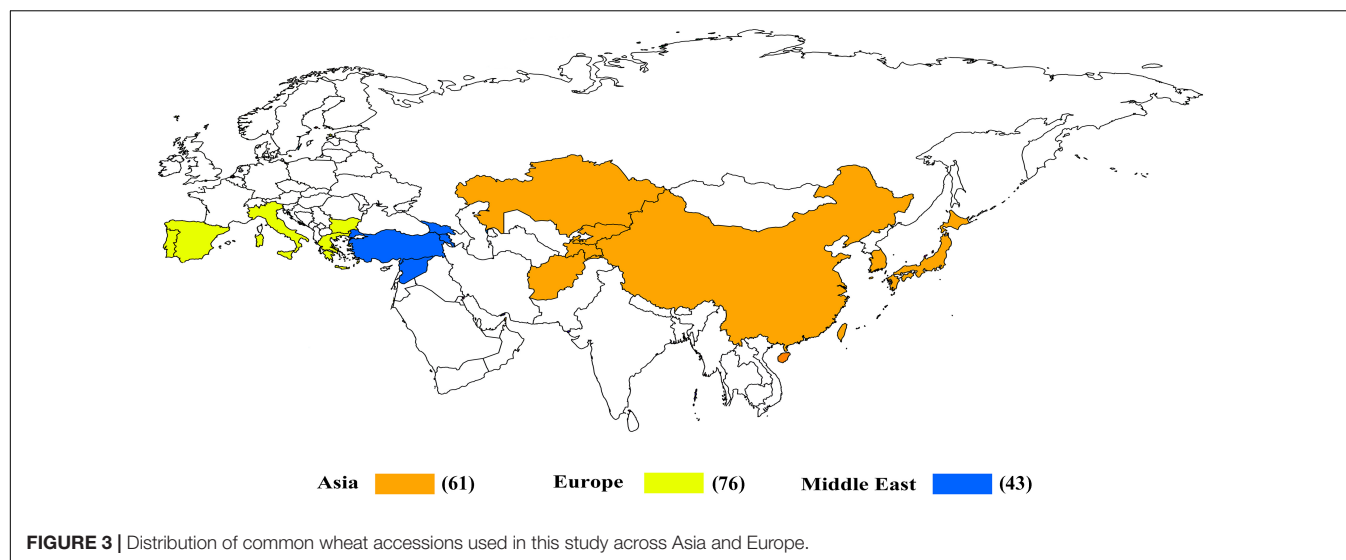 Asia (61) Europe (76) Middle East (43)
FIGURE 3 | Distribution of common wheat accessions used in this study across Asia and Europe.